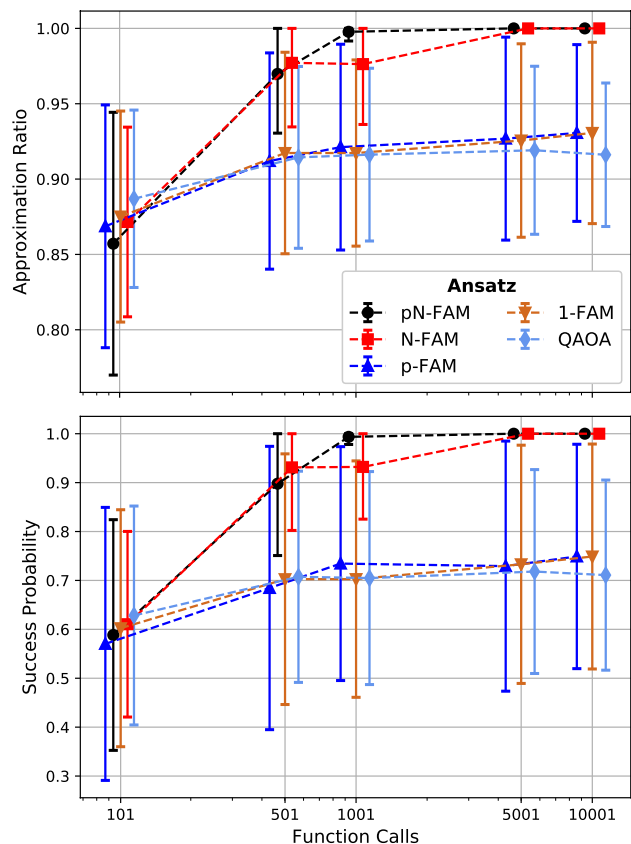 1.00
0.95
0.90
0.85
0.80
Approximation Ratio
Ansatz
pN-FAM
N-FAM
p-FAM
1-FAM
QAOA
1.0
0.9
0.8
0.7
0.6
0.5
0.4
0.3
Success Probability
101 501 1001 5001 10001
Function Calls